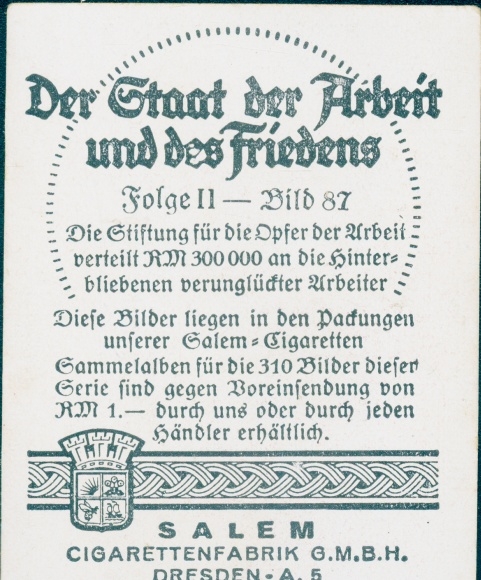 Der Staat der Arbeit
und des Friedens
Folge II — Bild 87
Die Stiftung für die Opfer der Arbeit
verteilt RM 300 000 an die Hinter=
bliebenen verunglückter Arbeiter
Diese Bilder liegen in den Packungen
unserer Salem=Cigaretten
Sammelalben für die 310 Bilder dieser
Serie sind gegen Voreinsendung von
RM 1.— durch uns oder durch jeden
Händler erhältlich.
SALEM
CIGARETTENFABRIK G.M.B.H.
DRESDEN-A. 5